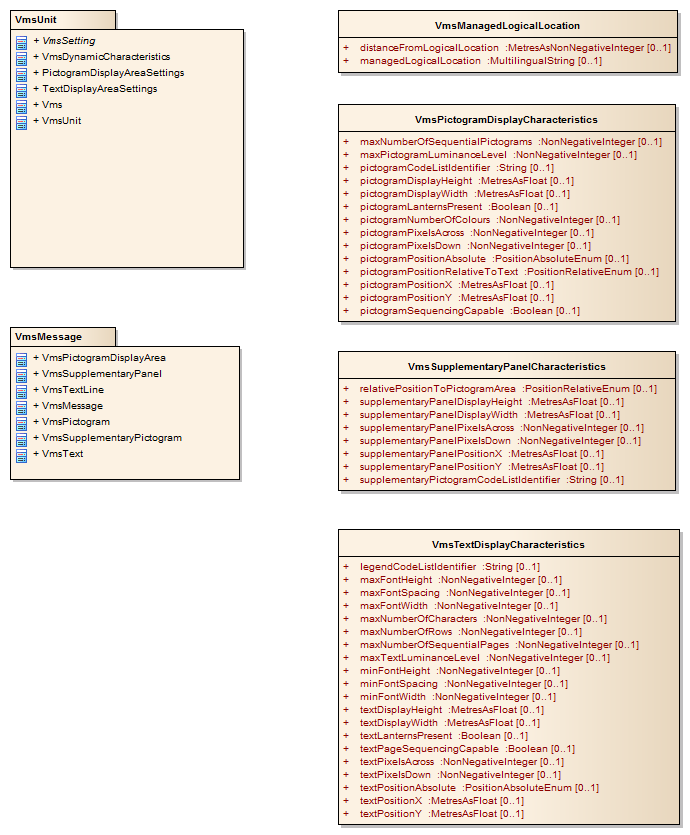 VmsUnit
+ VmsSetting
+ VmsDynamicCharacteristics
+ PictogramDisplayAreaSettings
+ TextDisplayAreaSettings
+ Vms
+ VmsUnit
VmsMessage
+ VmsPictogramDisplayArea
+ VmsSupplementaryPanel
+ VmsTextLine
+ VmsMessage
+ VmsPictogram
+ VmsSupplementaryPictogram
+ VmsText
VmsManagedLogicalLocation
+ distanceFromLogicalLocation :MetresAsNonNegativeInteger [0..1]
+ managedLogicalLocation :MultilingualString [0..1]
VmsPictogramDisplayCharacteristics
+ maxNumberOfSequentialPictograms :NonNegativeInteger [0..1]
+ maxPictogramLuminanceLevel :NonNegativeInteger [0..1]
+ pictogramCodeListIdentifier :String [0..1]
+ pictogramDisplayHeight :MetresAsFloat [0..1]
+ pictogramDisplayWidth :MetresAsFloat [0..1]
+ pictogramLanternsPresent :Boolean [0..1]
+ pictogramNumberOfColours :NonNegativeInteger [0..1]
+ pictogramPixelsAcross :NonNegativeInteger [0..1]
+ pictogramPixelsDown :NonNegativeInteger [0..1]
+ pictogramPositionAbsolute :PositionAbsoluteEnum [0..1]
+ pictogramPositionRelativeToText :PositionRelativeEnum [0..1]
+ pictogramPositionX :MetresAsFloat [0..1]
+ pictogramPositionY :MetresAsFloat [0..1]
+ pictogramSequencingCapable :Boolean [0..1]
VmsSupplementaryPanelCharacteristics
+ relativePositionToPictogramArea :PositionRelativeEnum [0..1]
+ supplementaryPanelDisplayHeight :MetresAsFloat [0..1]
+ supplementaryPanelDisplayWidth :MetresAsFloat [0..1]
+ supplementaryPanelPixelsAcross :NonNegativeInteger [0..1]
+ supplementaryPanelPixelsDown :NonNegativeInteger [0..1]
+ supplementaryPanelPositionX :MetresAsFloat [0..1]
+ supplementaryPanelPositionY :MetresAsFloat [0..1]
+ supplementaryPictogramCodeListIdentifier :String [0..1]
VmsTextDisplayCharacteristics
+ legendCodeListIdentifier :String [0..1]
+ maxFontHeight :NonNegativeInteger [0..1]
+ maxFontSpacing :NonNegativeInteger [0..1]
+ maxFontWidth :NonNegativeInteger [0..1]
+ maxNumberOfCharacters :NonNegativeInteger [0..1]
+ maxNumberOfRows :NonNegativeInteger [0..1]
+ maxNumberOfSequentialPages :NonNegativeInteger [0..1]
+ maxTextLuminanceLevel :NonNegativeInteger [0..1]
+ minFontHeight :NonNegativeInteger [0..1]
+ minFontSpacing :NonNegativeInteger [0..1]
+ minFontWidth :NonNegativeInteger [0..1]
+ textDisplayHeight :MetresAsFloat [0..1]
+ textDisplayWidth :MetresAsFloat [0..1]
+ textLanternsPresent :Boolean [0..1]
+ textPageSequencingCapable :Boolean [0..1]
+ textPixelsAcross :NonNegativeInteger [0..1]
+ textPixelsDown :NonNegativeInteger [0..1]
+ textPositionAbsolute :PositionAbsoluteEnum [0..1]
+ textPositionX :MetresAsFloat [0..1]
+ textPositionY :MetresAsFloat [0..1]